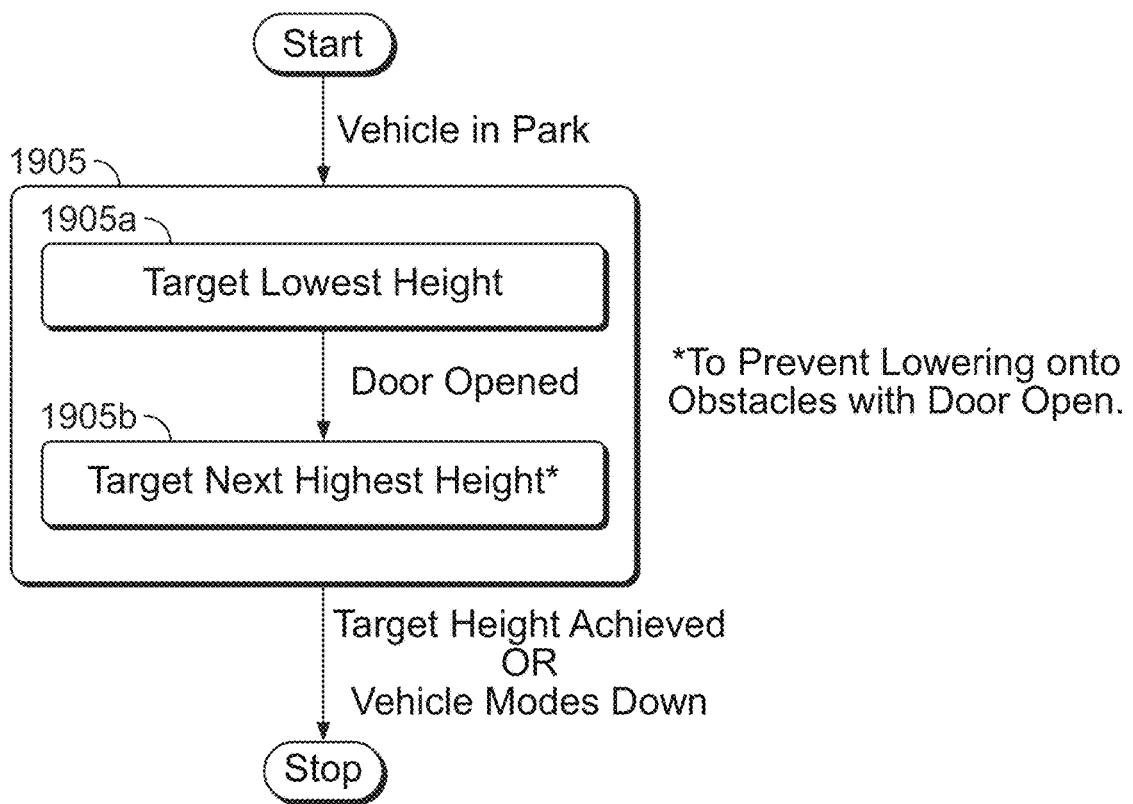 Start
Vehicle in Park
1905
1905a
Target Lowest Height
Door Opened
1905b
Target Next Highest Height*
*To Prevent Lowering onto
Obstacles with Door Open.
Target Height Achieved
OR
Vehicle Modes Down
Stop